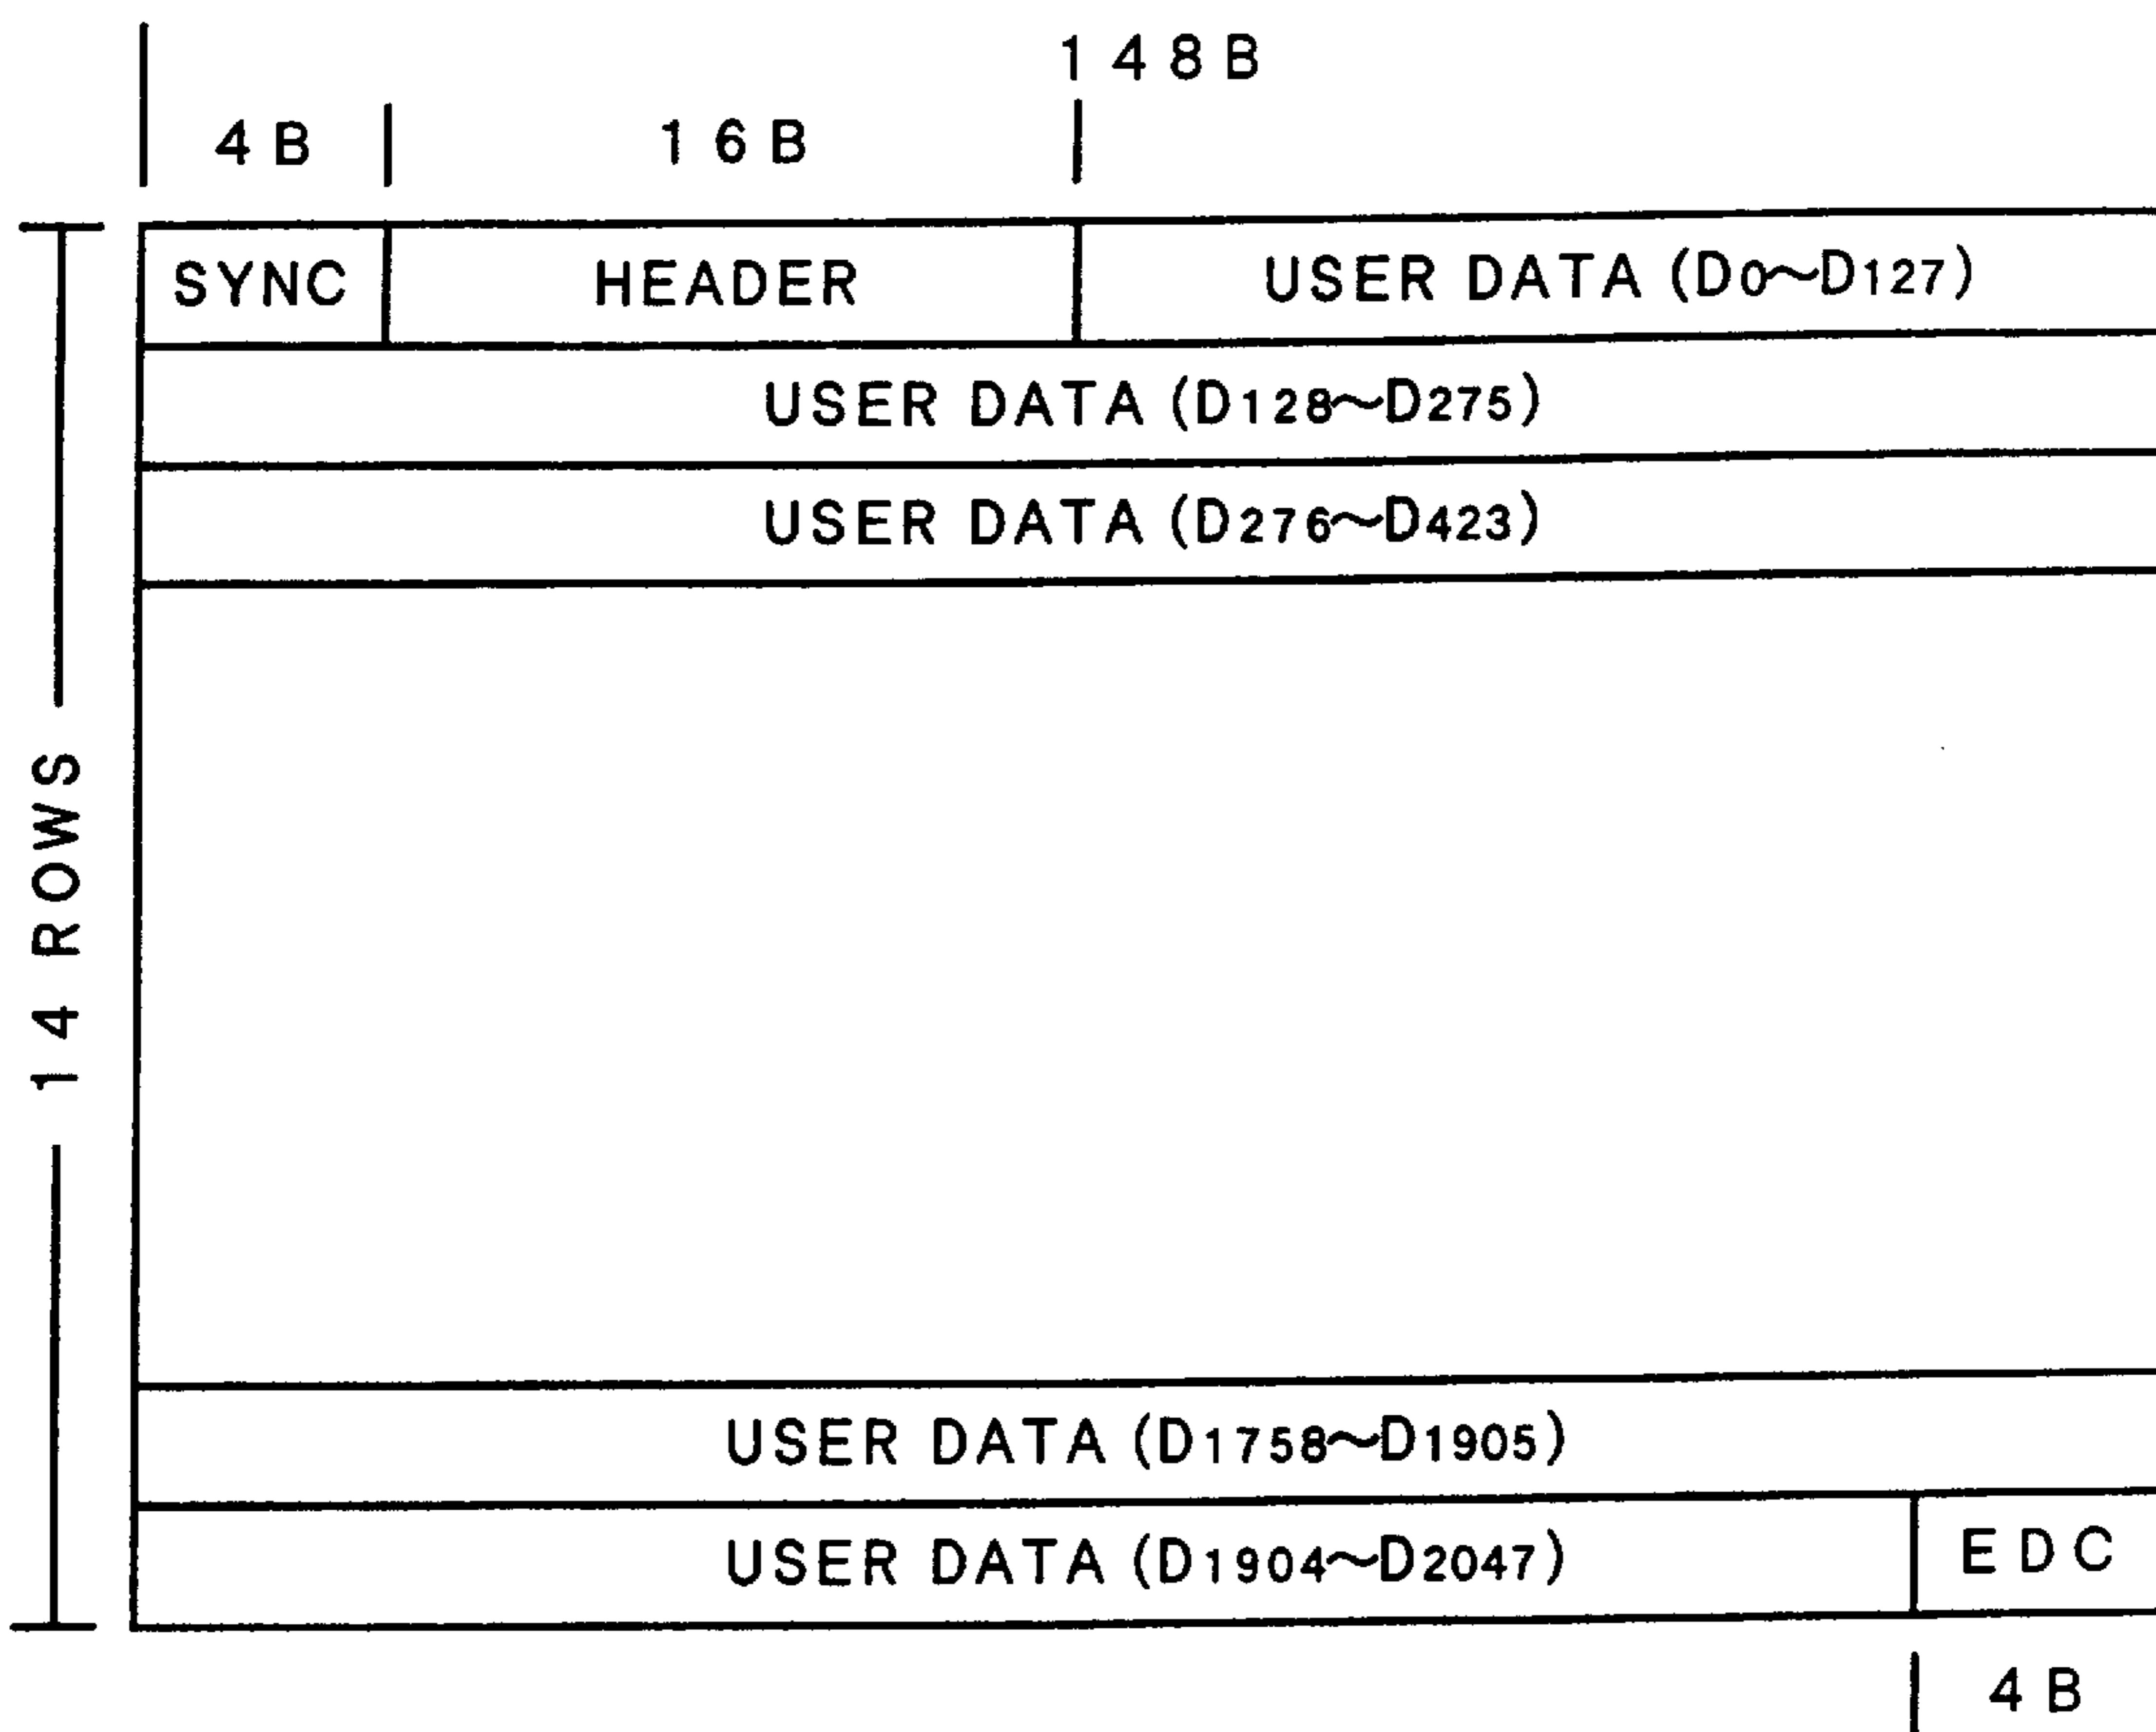 148B
4B 16B
SYNC HEADER USER DATA (D0~D127)
USER DATA (D128~D275)
USER DATA (D276~D423)
14 ROWS
USER DATA (D1758~D1905)
USER DATA (D1904~D2047) EDC
4B